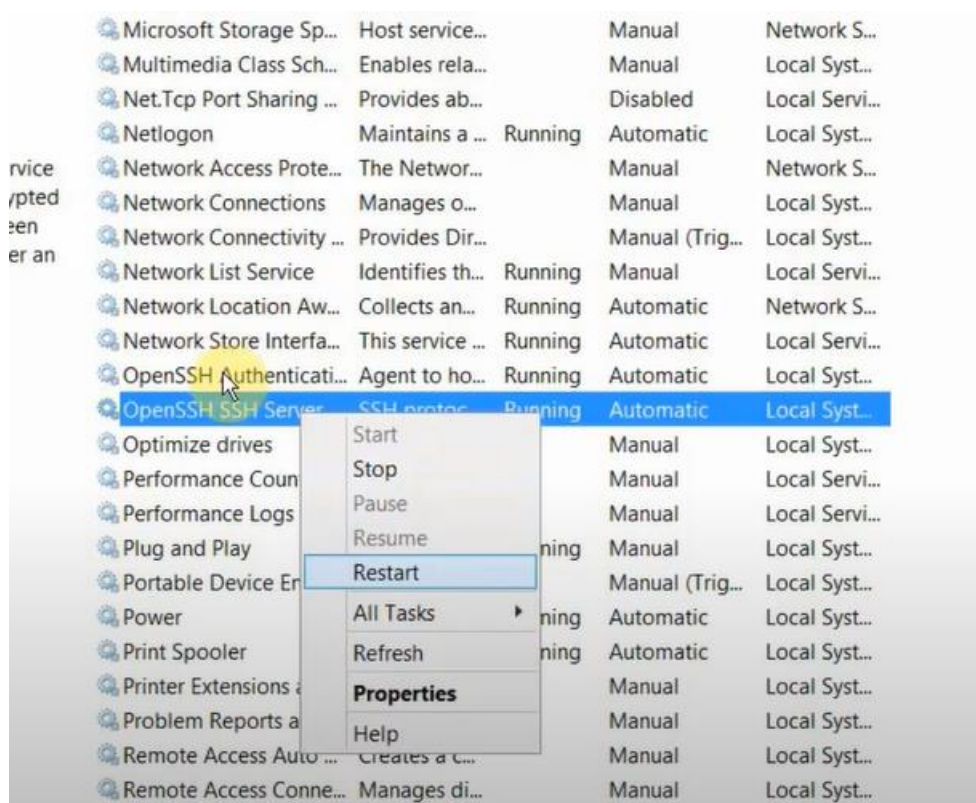 Microsoft Storage Sp... Host service... Manual Network S...
Multimedia Class Sch... Enables rela... Manual Local Syst...
Net.Tcp Port Sharing ... Provides ab... Disabled Local Servi...
Netlogon Maintains a ... Running Automatic Local Syst...
rvice Network Access Prote... The Networ... Manual Network S...
ypted Network Connections Manages o... Manual Local Syst...
een Network Connectivity ... Provides Dir... Manual (Trig... Local Syst...
er an Network List Service Identifies th... Running Manual Local Servi...
Network Location Aw... Collects an... Running Automatic Network S...
Network Store Interfa... This service ... Running Automatic Local Servi...
OpenSSH Authenticati... Agent to ho... Running Automatic Local Syst...
OpenSSH SSH Server SSH protoc... Running Automatic Local Syst...
Optimize drives Start Manual Local Syst...
Performance Coun Stop Manual Local Servi...
Performance Logs Pause Manual Local Servi...
Plug and Play Resume ning Manual Local Syst...
Portable Device En Restart Manual (Trig... Local Syst...
Power All Tasks ning Automatic Local Syst...
Print Spooler Refresh ning Automatic Local Syst...
Printer Extensions a Properties Manual Local Syst...
Problem Reports a Help Manual Local Syst...
Remote Access Auto ... Creates a c... Manual Local Syst...
Remote Access Conne... Manages di... Manual Local Syst...